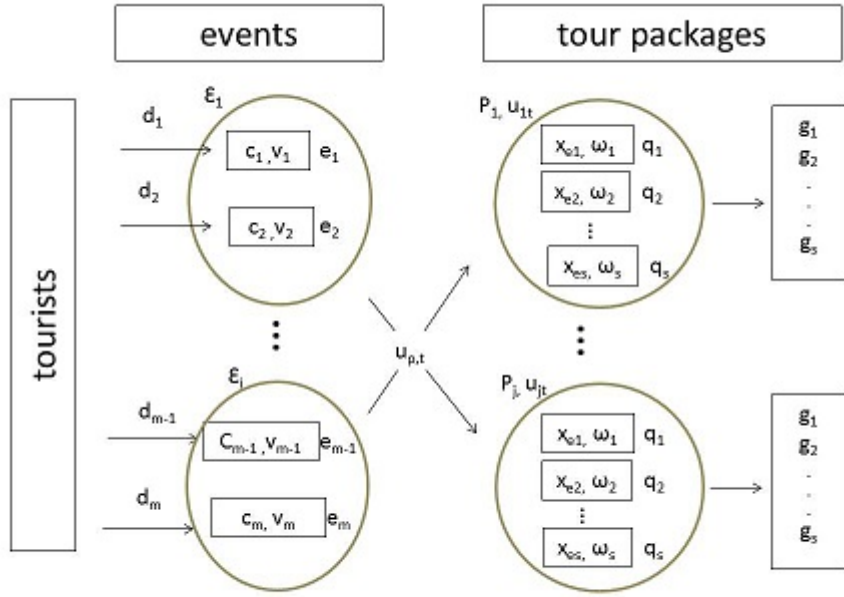 events
tour packages
tourists
ε₁
d₁
c₁ ,v₁
e₁
d₂
c₂ ,v₂
e₂
⋮
εᵢ
dₘ₋₁
Cₘ₋₁ ,vₘ₋₁
eₘ₋₁
dₘ
cₘ, vₘ
eₘ
uₚ,ₜ
P₁, u₁ₜ
xₑ₁, ω₁
q₁
xₑ₂, ω₂
q₂
⋮
xₑₛ, ωₛ
qₛ
g₁
g₂
.
.
.
gₛ
⋮
Pⱼ, uⱼₜ
xₑ₁, ω₁
q₁
xₑ₂, ω₂
q₂
⋮
xₑₛ, ωₛ
qₛ
g₁
g₂
.
.
.
gₛ